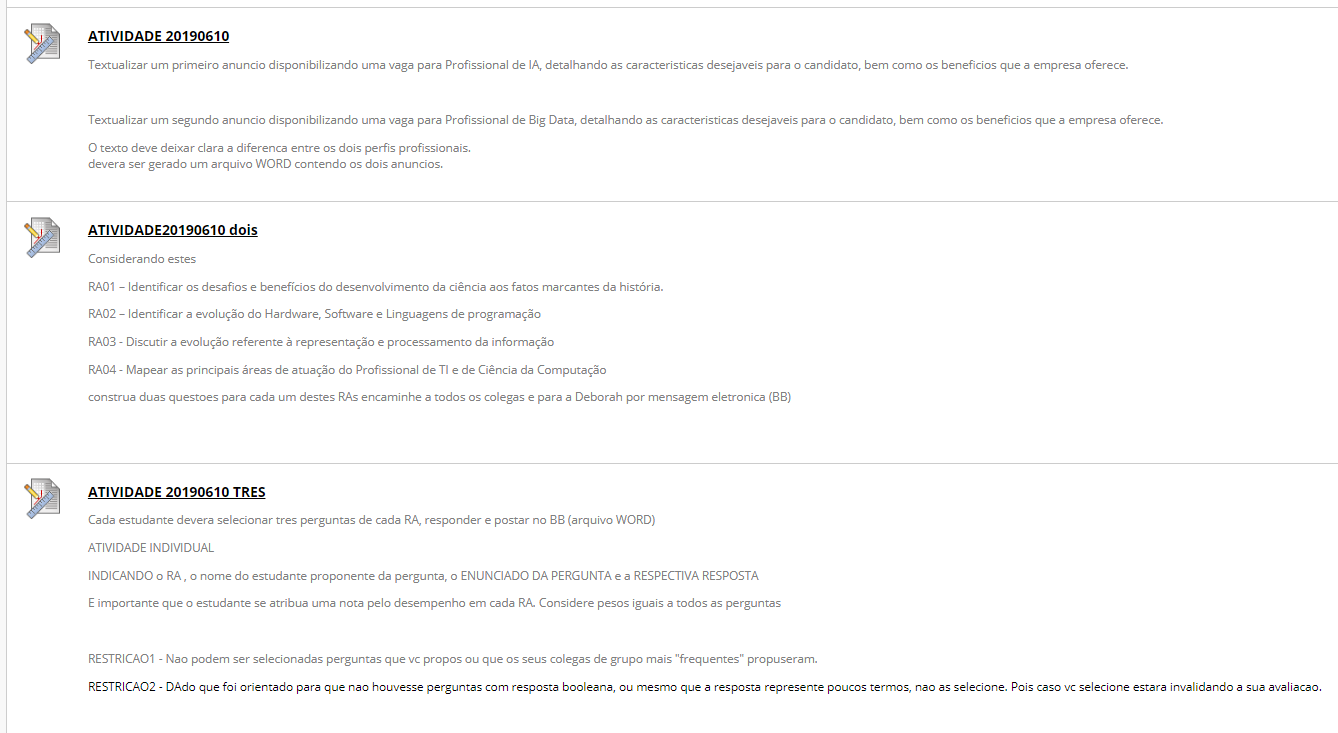 ATIVIDADE 20190610
Textualizar um primeiro anuncio disponibilizando uma vaga para Profissional de IA, detalhando as caracteristicas desejaveis para o candidato, bem como os beneficios que a empresa oferece.
Textualizar um segundo anuncio disponibilizando uma vaga para Profissional de Big Data, detalhando as características desejaveis para o candidato, bem como os beneficios que a empresa oferece.
O texto deve deixar clara a diferenca entre os dois perfis profissionais.
devera ser gerado um arquivo WORD contendo os dois anuncios.
ATIVIDADE20190610 dois
Considerando estes
RA01 – Identificar os desafios e benefícios do desenvolvimento da ciência aos fatos marcantes da história.
RA02 – Identificar a evolução do Hardware, Software e Linguagens de programação
RA03 - Discutir a evolução referente à representação e processamento da informação
RA04 - Mapear as principais áreas de atuação do Profissional de TI e de Ciência da Computação
construa duas questoes para cada um destes RAs encaminhe a todos os colegas e para a Deborah por mensagem eletronica (BB)
ATIVIDADE 20190610 TRES
Cada estudante devera selecionar tres perguntas de cada RA, responder e postar no BB (arquivo WORD)
ATIVIDADE INDIVIDUAL
INDICANDO o RA , o nome do estudante proponente da pergunta, o ENUNCIADO DA PERGUNTA e a RESPECTIVA RESPOSTA
E importante que o estudante se atribua uma nota pelo desempenho em cada RA. Considere pesos iguais a todos as perguntas
RESTRICAO1 - Nao podem ser selecionadas perguntas que vc propos ou que os seus colegas de grupo mais "frequentes" propuseram.
RESTRICAO2 - DAdo que foi orientado para que nao houvesse perguntas com resposta booleana, ou mesmo que a resposta represente poucos termos, nao as selecione. Pois caso vc selecione estara invalidando a sua avaliacao.